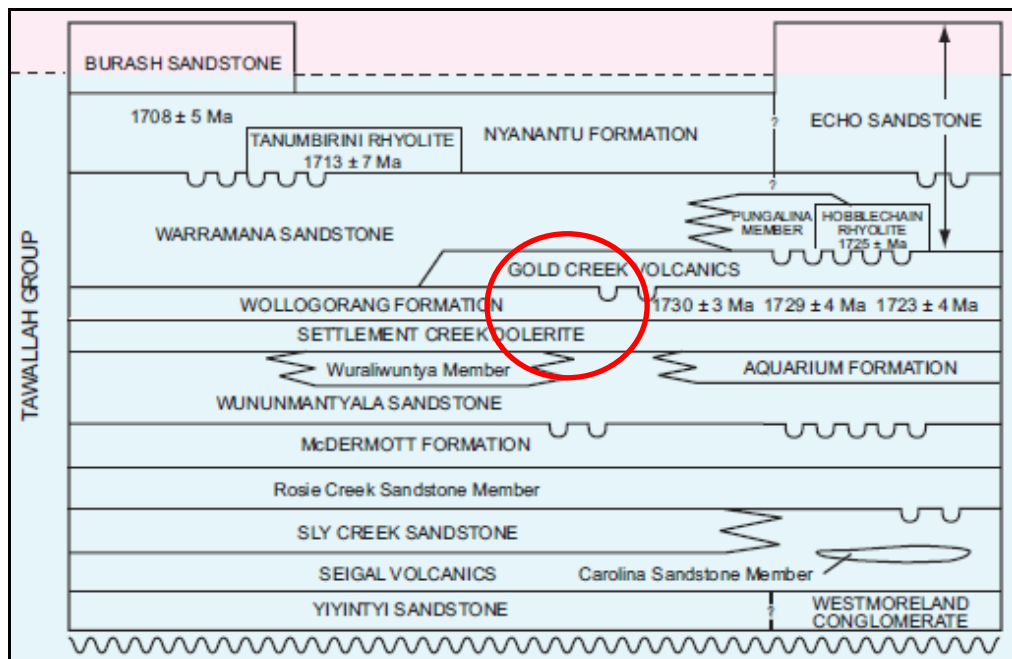 BURASH SANDSTONE
1708 ± 5 Ma
TANUMBIRINI RHYOLITE
1713 ± 7 Ma
NYANANTU FORMATION
?
ECHO SANDSTONE
?
WARRAMANA SANDSTONE
PUNGALINA
MEMBER
HOBBLECHAIN
RHYOLITE
1725 ± Ma
GOLD CREEK VOLCANICS
WOLLOGORANG FORMATION
1730 ± 3 Ma 1729 ± 4 Ma 1723 ± 4 Ma
SETTLEMENT CREEK DOLERITE
Wuraliwuntya Member
AQUARIUM FORMATION
WUNUNMANTYALA SANDSTONE
McDERMOTT FORMATION
Rosie Creek Sandstone Member
SLY CREEK SANDSTONE
SEIGAL VOLCANICS
Carolina Sandstone Member
YIYINTYI SANDSTONE
?
WESTMORELAND
CONGLOMERATE
TAWALLAH GROUP